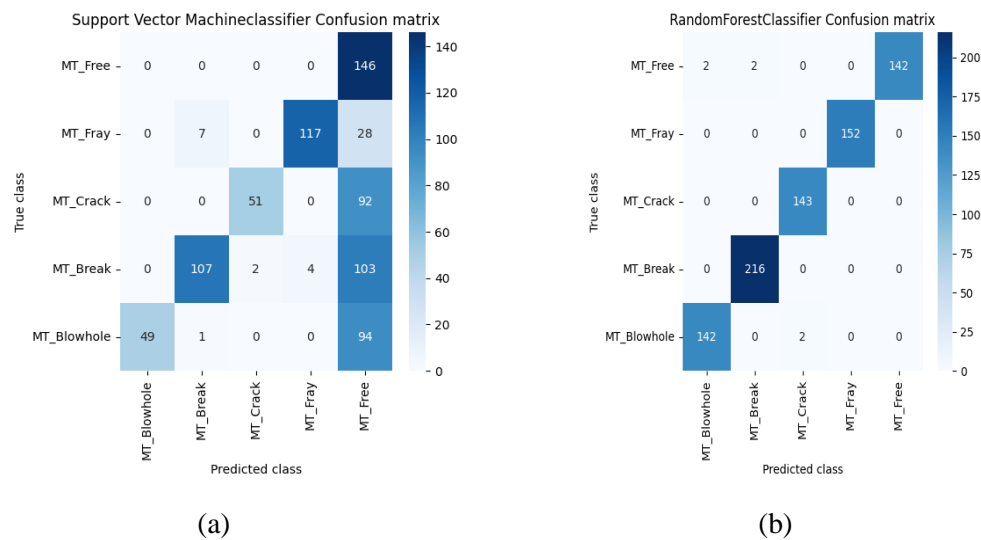 Support Vector Machineclassifier Confusion matrix
True class
MT_Free 0 0 0 0 146
MT_Fray 0 7 0 117 28
MT_Crack 0 0 51 0 92
MT_Break 0 107 2 4 103
MT_Blowhole 49 1 0 0 94
MT_Blowhole MT_Break MT_Crack MT_Fray MT_Free
Predicted class
140
120
100
80
60
40
20
0
(a)
RandomForestClassifier Confusion matrix
True class
MT_Free 2 2 0 0 142
MT_Fray 0 0 0 152 0
MT_Crack 0 0 143 0 0
MT_Break 0 216 0 0 0
MT_Blowhole 142 0 2 0 0
MT_Blowhole MT_Break MT_Crack MT_Fray MT_Free
Predicted class
200
175
150
125
100
75
50
25
0
(b)